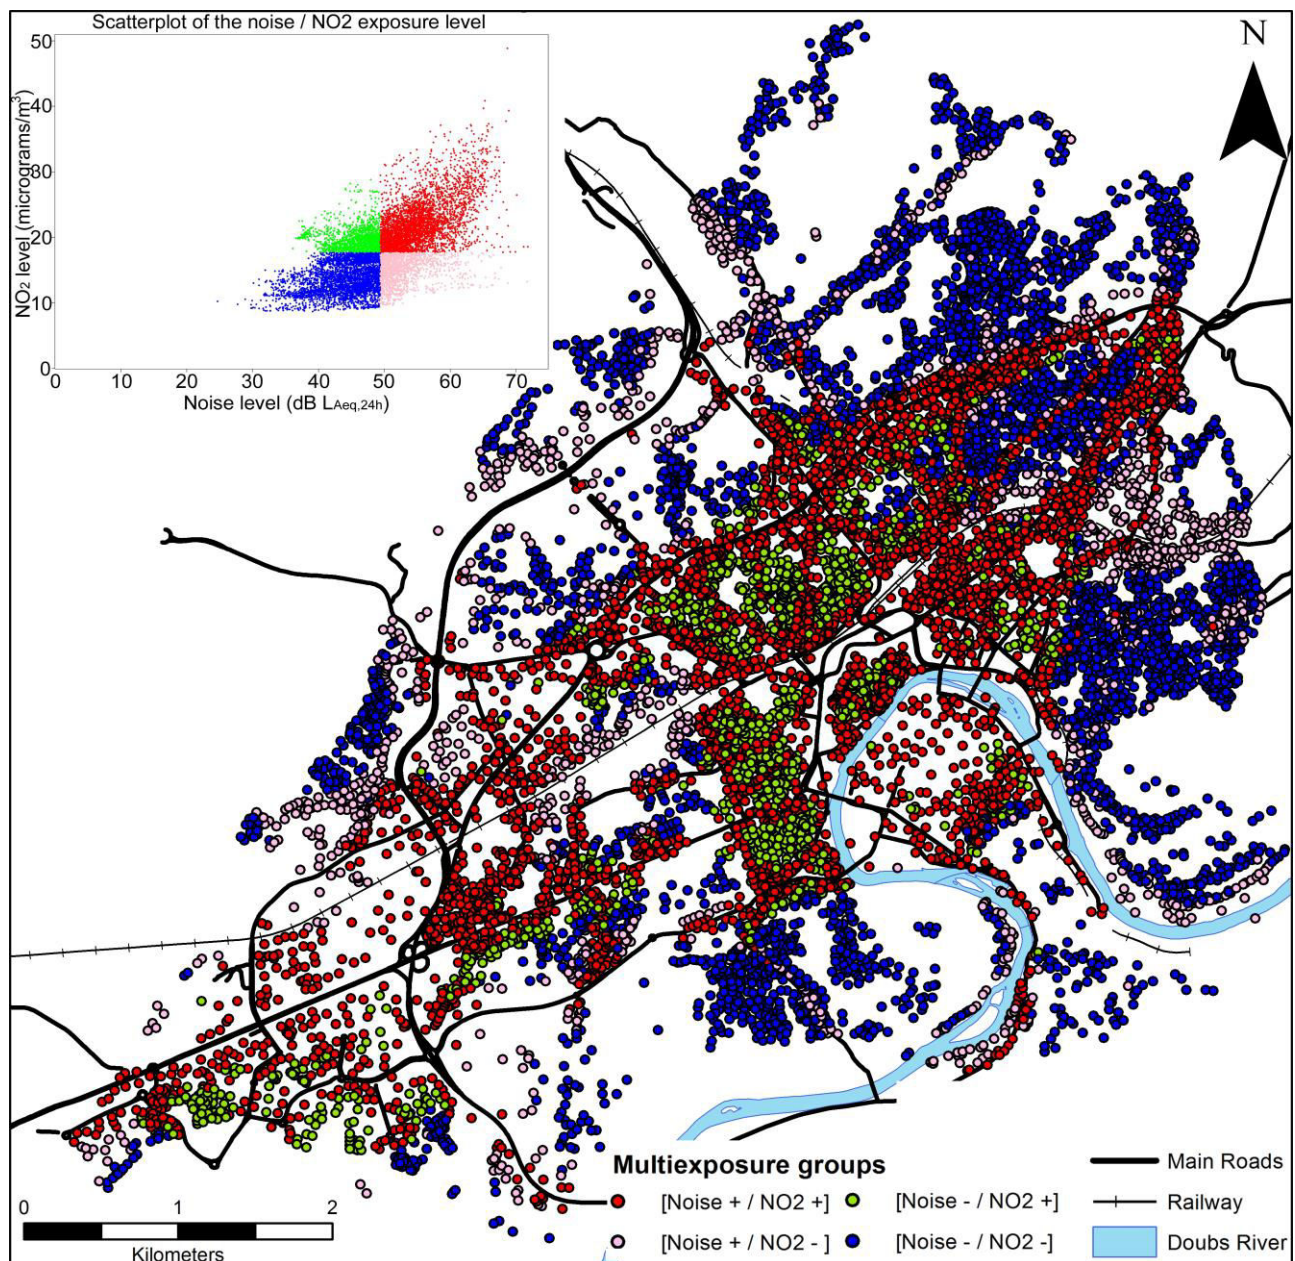 Scatterplot of the noise / NO2 exposure level
N
NO2 level (micrograms/m3)
50
40
30
20
10
0
0 10 20 30 40 50 60 70
Noise level (dB LAeq,24h)
Multiexposure groups
[Noise + / NO2 +]
[Noise - / NO2 +]
[Noise + / NO2 - ]
[Noise - / NO2 -]
Main Roads
Railway
Doubs River
0 1 2
Kilometers